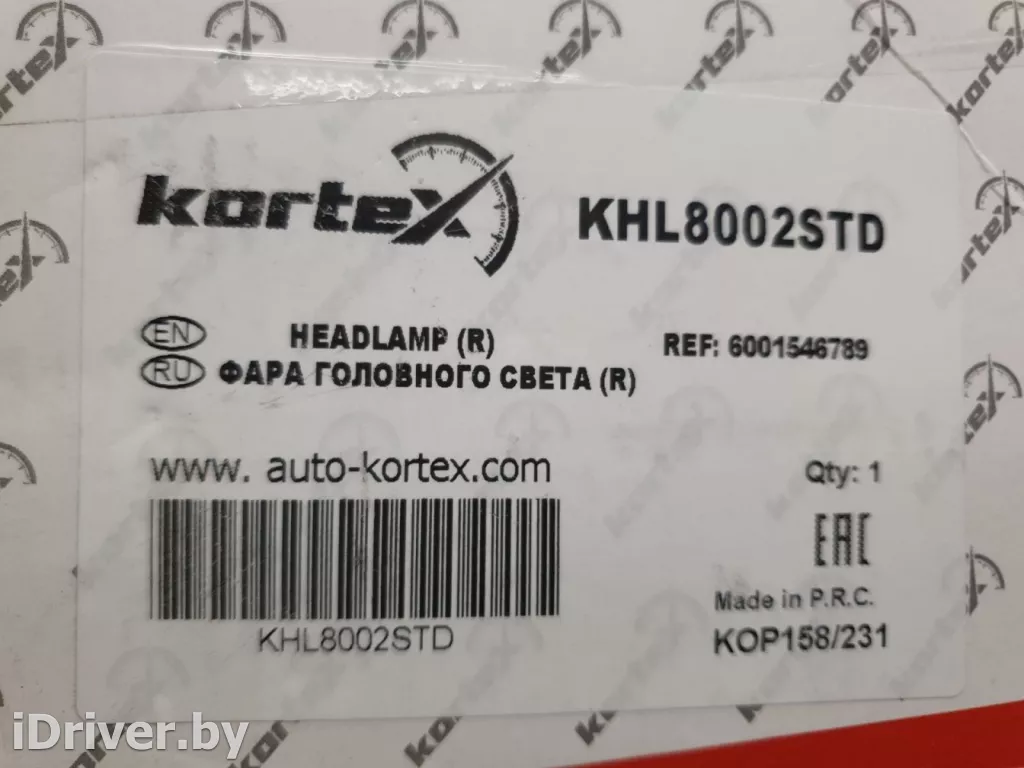 kortex
KHL8002STD
EN HEADLAMP (R)
REF: 6001546789
RU ФАРА ГОЛОВНОГО СВЕТА (R)
www. auto-kortex.com
Qty: 1
EAC
Made in P.R.C.
KHL8002STD
KOP158/231
iDriver.by